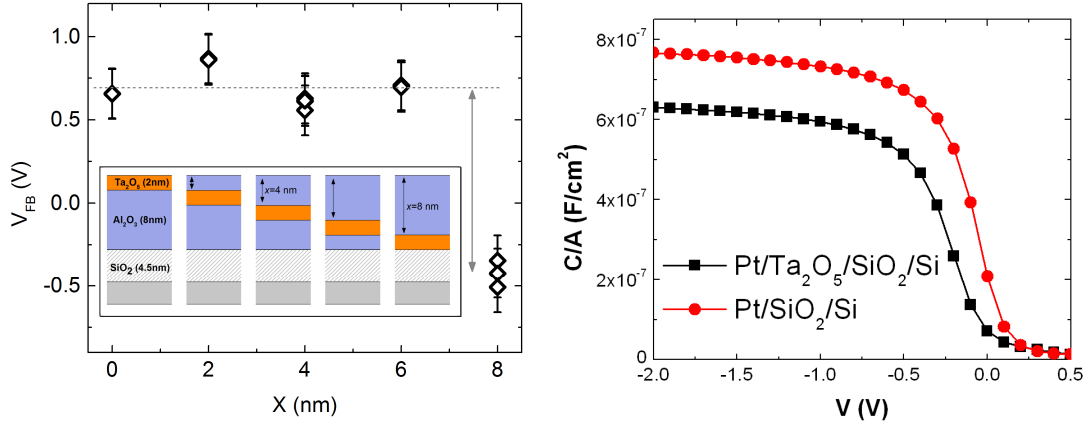 1.0
0.5
0.0
-0.5
V_FB (V)
0
2
4
6
8
X (nm)
Ta₂O₅ (2nm)
Al₂O₃ (8nm)
SiO₂ (4.5nm)
x=4 nm
x=8 nm
8x10⁻⁷
6x10⁻⁷
4x10⁻⁷
2x10⁻⁷
0
C/A (F/cm²)
Pt/Ta₂O₅/SiO₂/Si
Pt/SiO₂/Si
-2.0
-1.5
-1.0
-0.5
0.0
0.5
V (V)